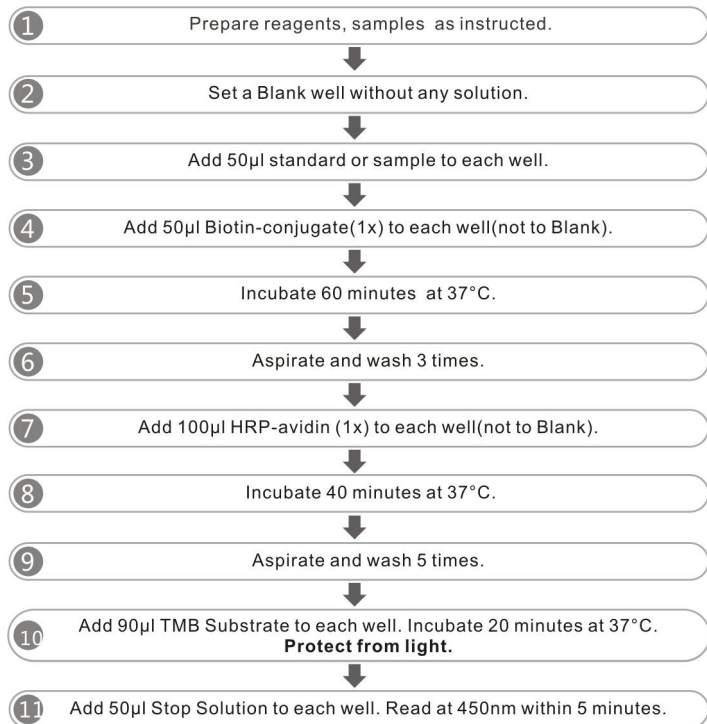 1 Prepare reagents, samples as instructed.
2 Set a Blank well without any solution.
3 Add 50μl standard or sample to each well.
4 Add 50μl Biotin-conjugate(1x) to each well(not to Blank).
5 Incubate 60 minutes at 37°C.
6 Aspirate and wash 3 times.
7 Add 100μl HRP-avidin (1x) to each well(not to Blank).
8 Incubate 40 minutes at 37°C.
9 Aspirate and wash 5 times.
10 Add 90μl TMB Substrate to each well. Incubate 20 minutes at 37°C.
Protect from light.
11 Add 50μl Stop Solution to each well. Read at 450nm within 5 minutes.